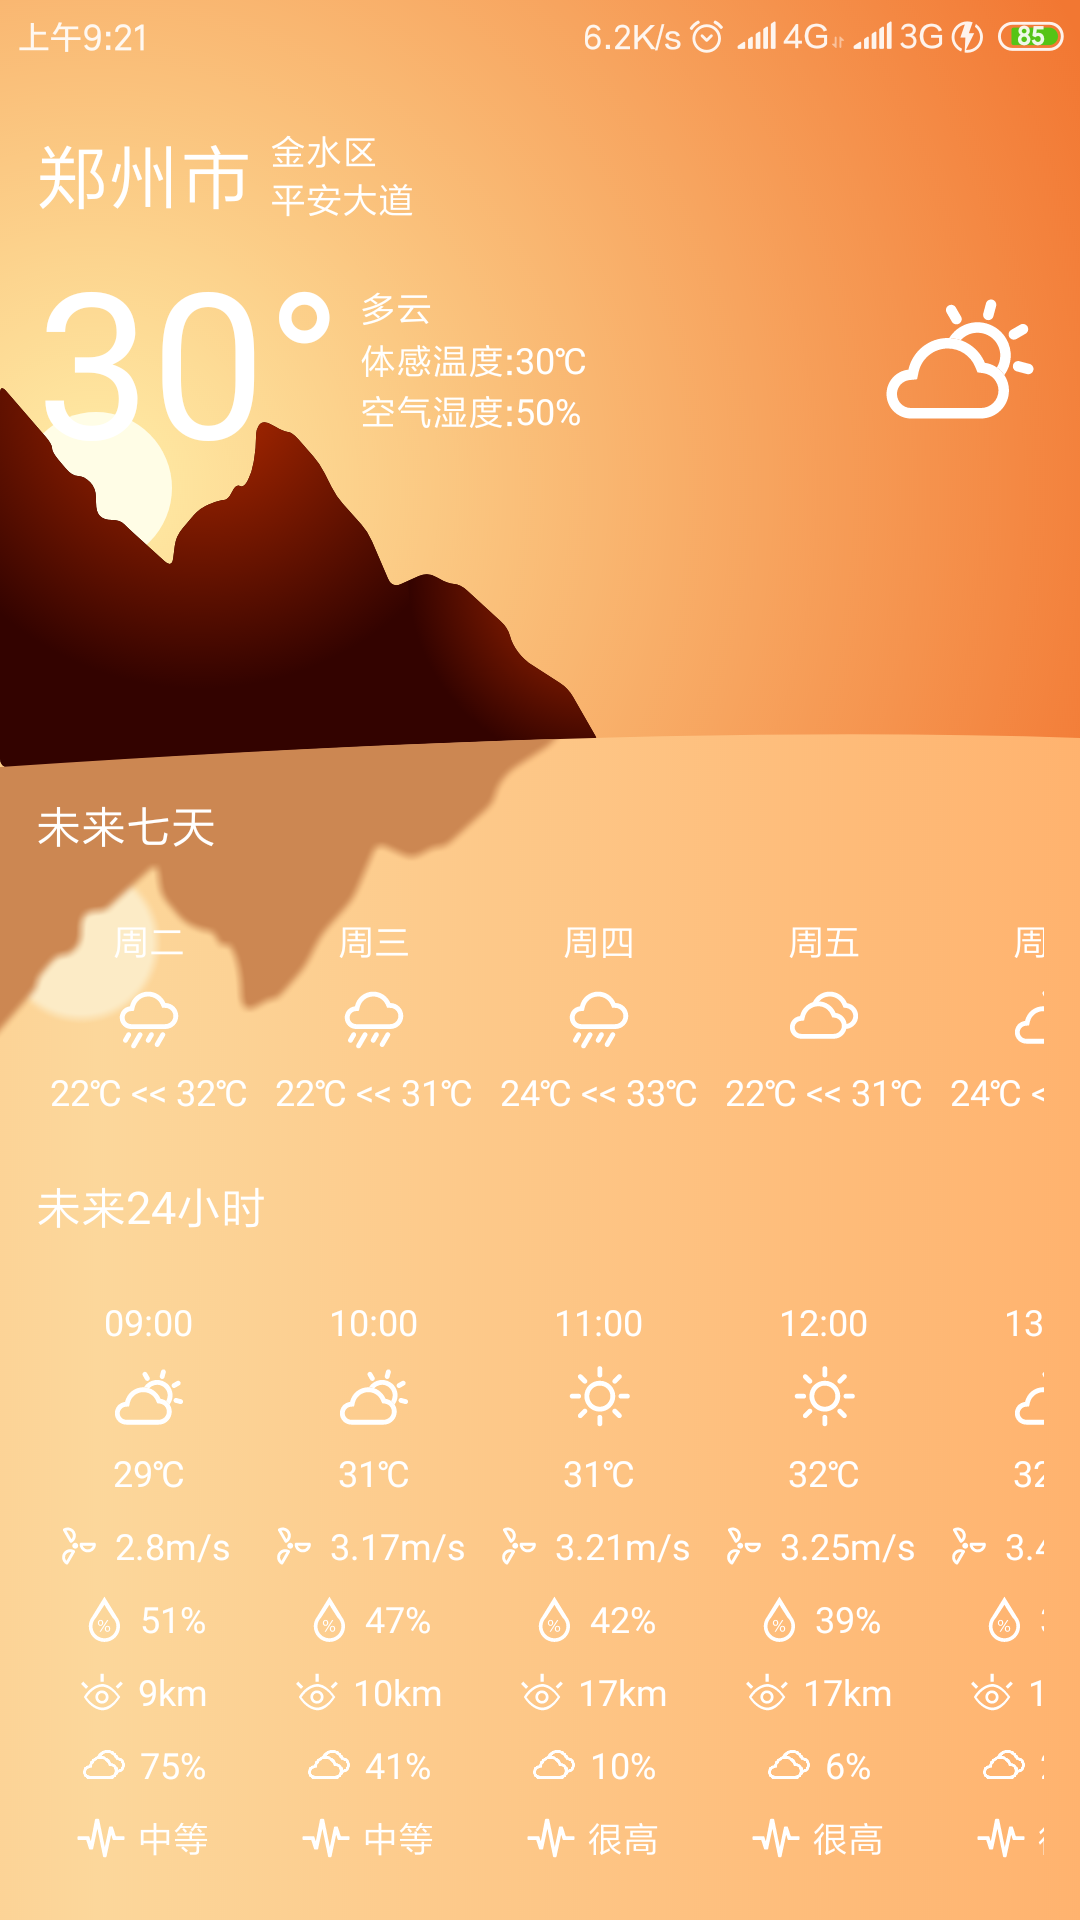 上午9:21
6.2K/s 4G 3G 85
郑州市
金水区
平安大道
30°
多云
体感温度:30℃
空气湿度:50%
未来七天
周二 周三 周四 周五 周
22℃ << 32℃ 22℃ << 31℃ 24℃ << 33℃ 22℃ << 31℃ 24℃ <
未来24小时
09:00 10:00 11:00 12:00 13
29℃ 31℃ 31℃ 32℃ 32
2.8m/s 3.17m/s 3.21m/s 3.25m/s 3.4
% 51% % 47% % 42% % 39% %
9km 10km 17km 17km 1
75% 41% 10% 6%
中等 中等 很高 很高